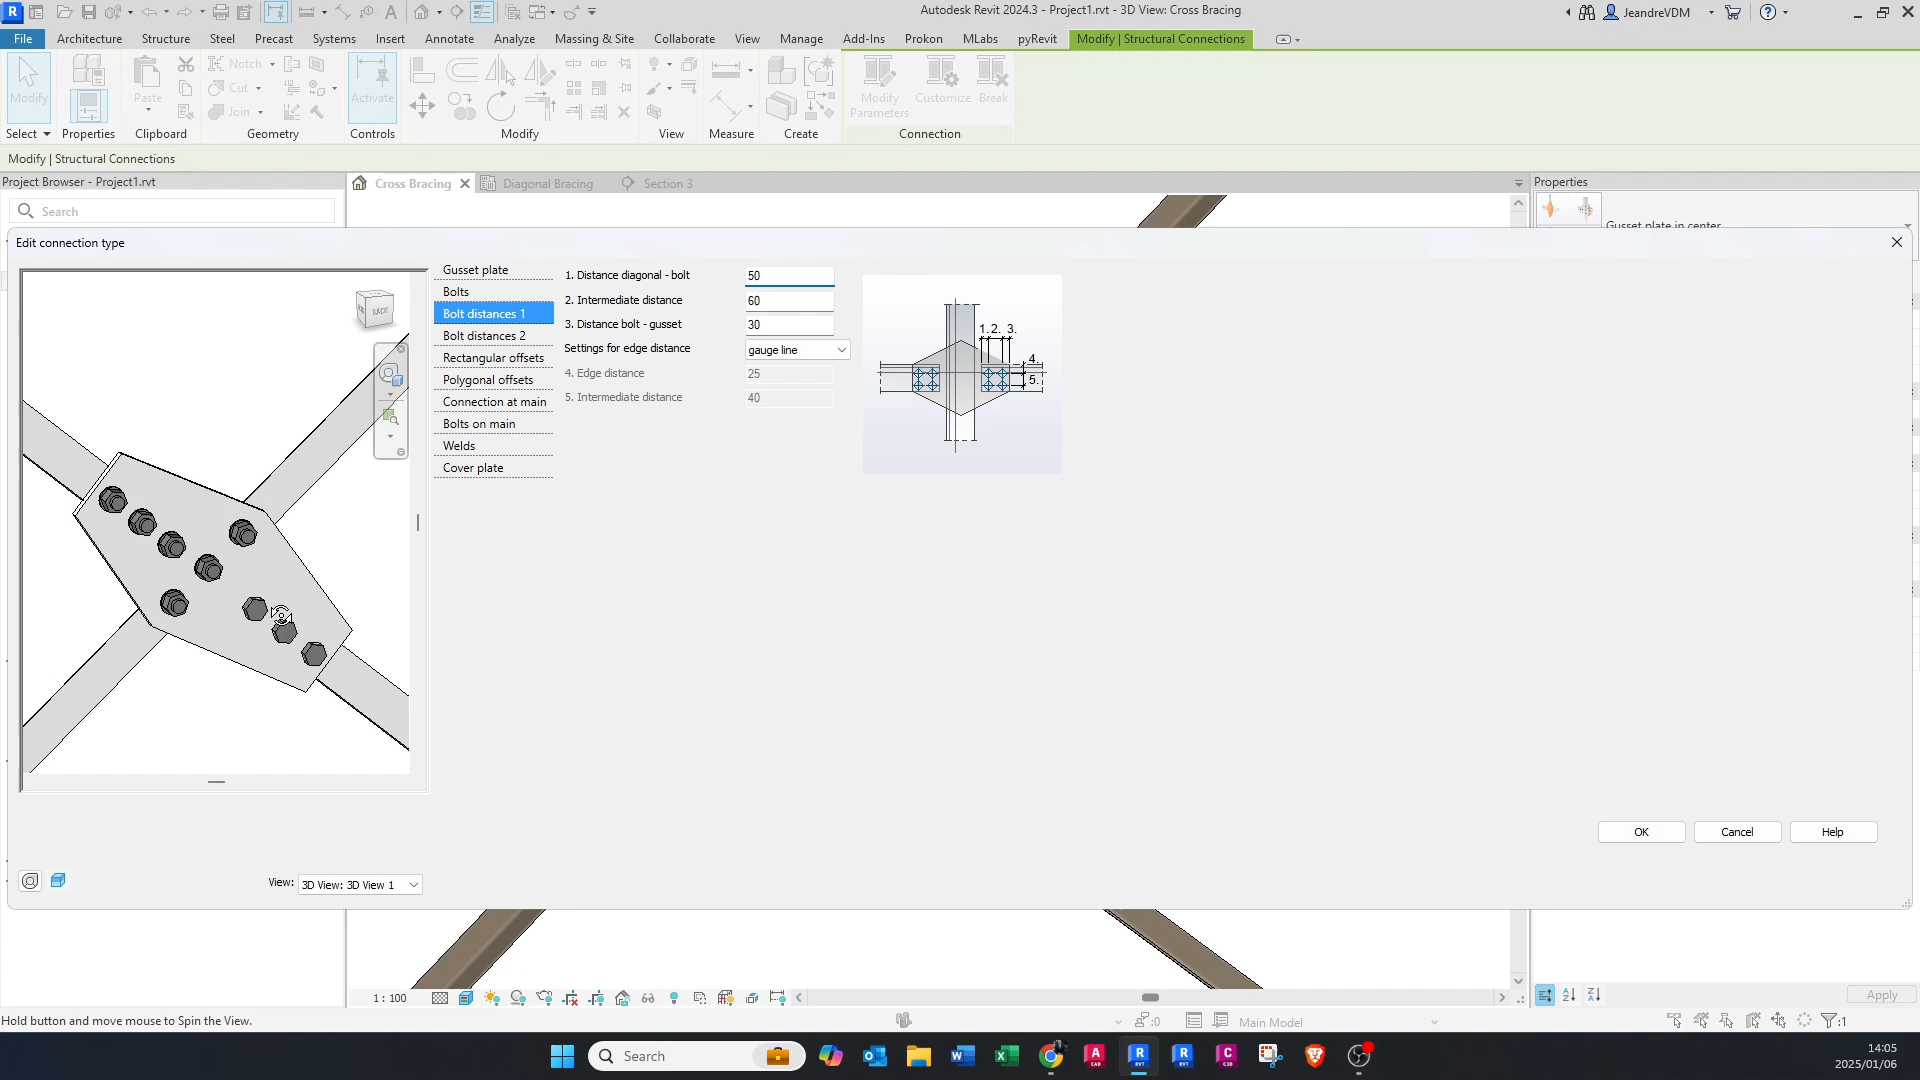 Autodesk Revit 2024.3 - Project1.rvt - 3D View: Cross Bracing
JeandreVDM
File Architecture Structure Steel Precast Systems Insert Annotate Analyze Massing & Site Collaborate View Manage Add-Ins Prokon MLabs pyRevit Modify | Structural Connections
Notch
Cut
Join
Modify
Paste
Activate
Modify Parameters
Customize
Break
Select Properties Clipboard Geometry Controls Modify View Measure Create Connection
Modify | Structural Connections
Project Browser - Project1.rvt
Cross Bracing
Diagonal Bracing
Section 3
Properties
Search
Gusset plate in center
Edit connection type
BACK
Gusset plate
Bolts
Bolt distances 1
Bolt distances 2
Rectangular offsets
Polygonal offsets
Connection at main
Bolts on main
Welds
Cover plate
1. Distance diagonal - bolt 50
2. Intermediate distance 60
3. Distance bolt - gusset 30
Settings for edge distance gauge line
4. Edge distance 25
5. Intermediate distance 40
1. 2. 3.
4.
5.
OK Cancel Help
View: 3D View: 3D View 1
1 : 100
Apply
Hold button and move mouse to Spin the View.
:0
Main Model
:1
Search
14:05
2025/01/06